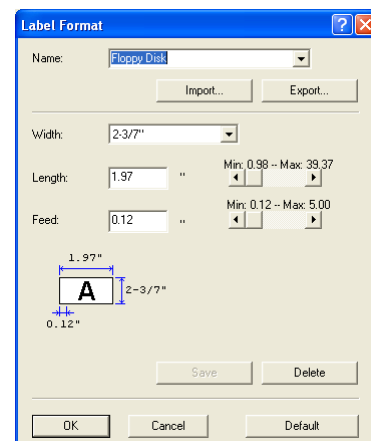 Label Format
Name: Floppy Disk
Import... Export...
Width: 2-3/7"
Min: 0.98 -- Max: 39.37
Length: 1.97 "
Min: 0.12 -- Max: 5.00
Feed: 0.12 "
1.97"
A 2-3/7"
0.12"
Save Delete
OK Cancel Default